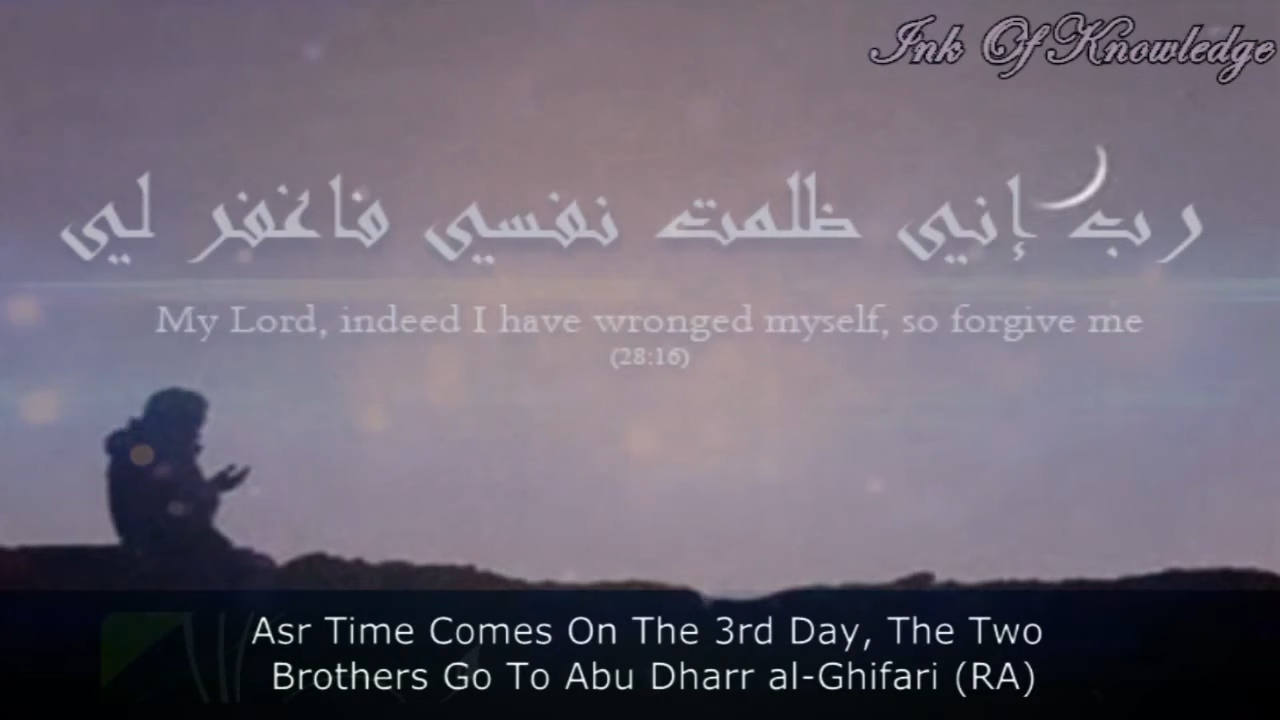 Ink Of Knowledge
رب إني ظلمت نفسي فاغفر لي
My Lord, indeed I have wronged myself, so forgive me
(28:16)
Asr Time Comes On The 3rd Day, The Two
Brothers Go To Abu Dharr al-Ghifari (RA)